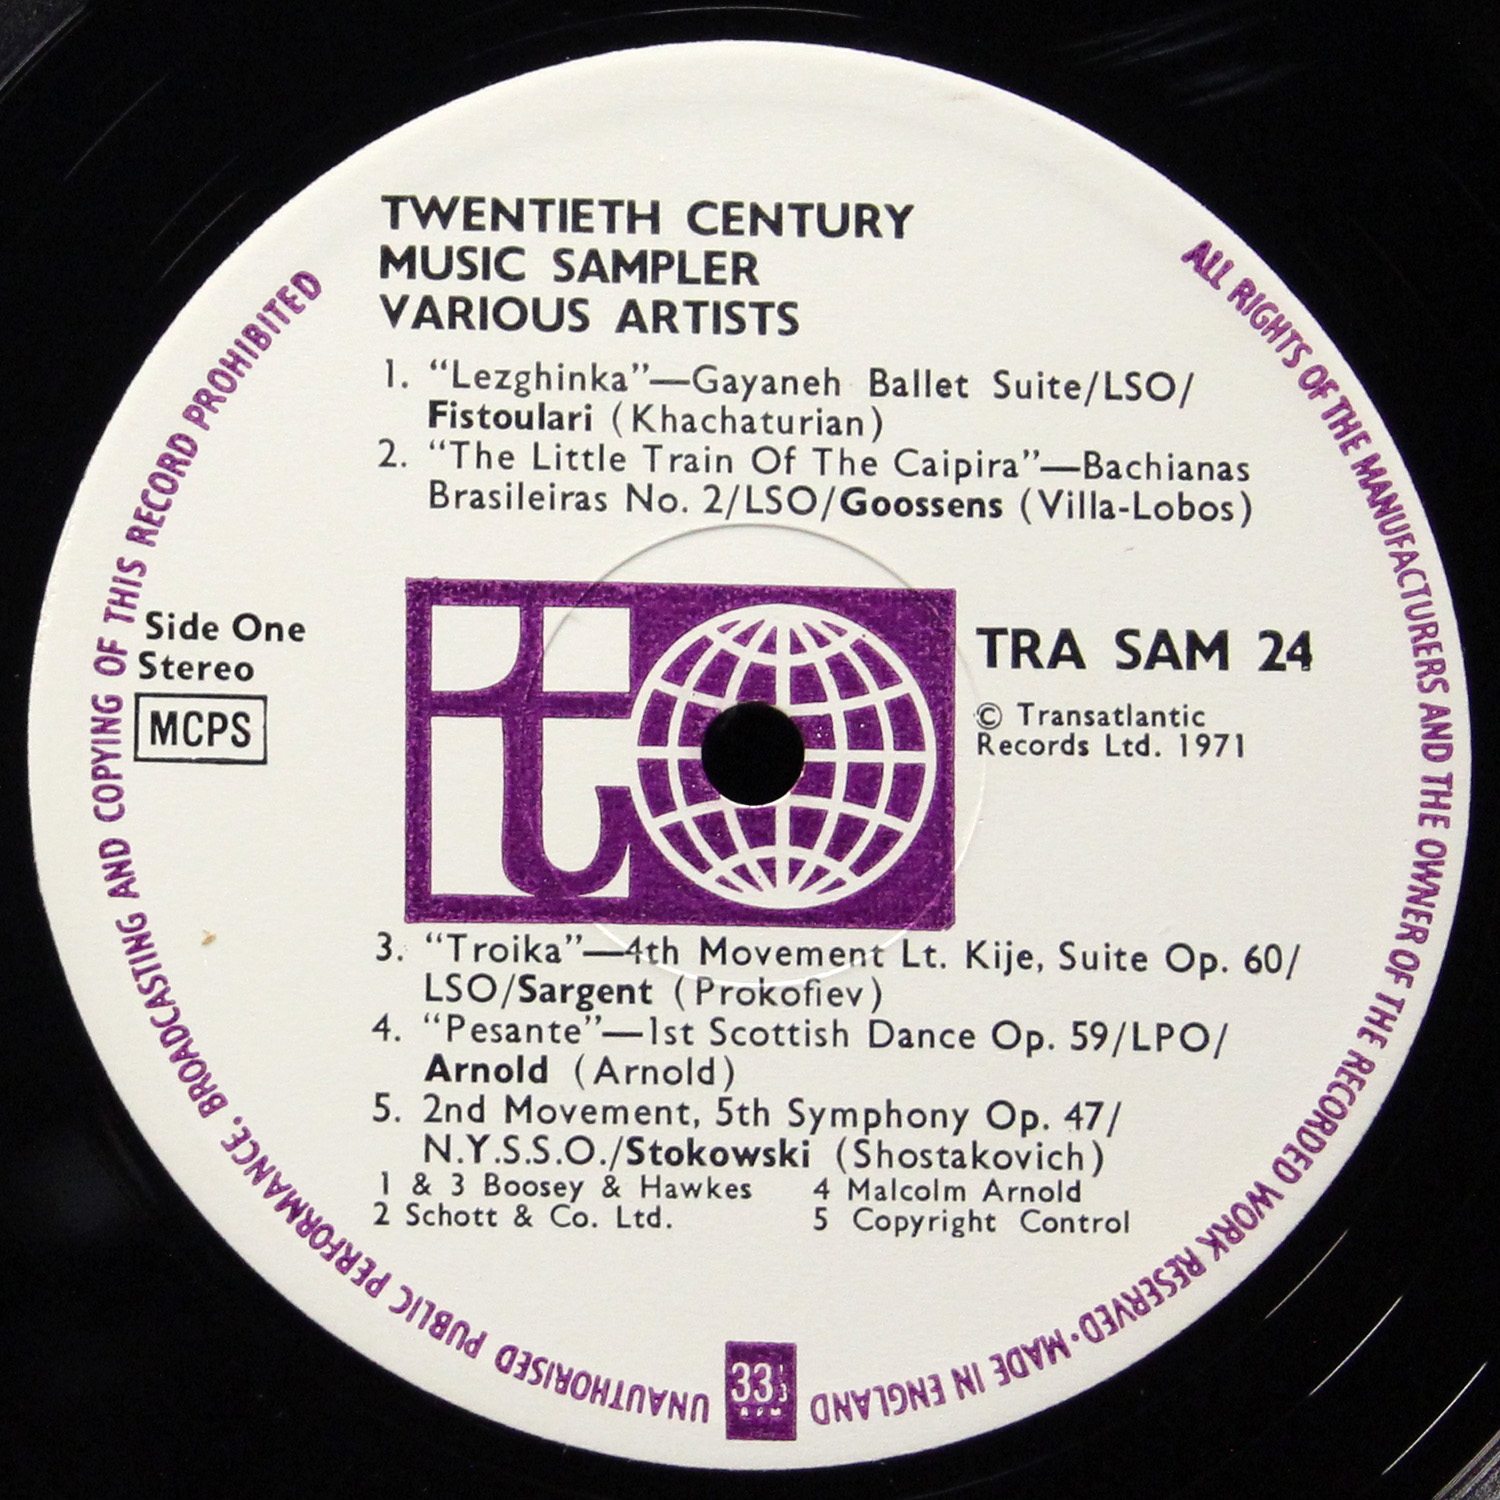 TWENTIETH CENTURY
MUSIC SAMPLER
VARIOUS ARTISTS
1. “Lezghinka”—Gayaneh Ballet Suite/LSO/
Fistoulari (Khachaturian)
2. “The Little Train Of The Caipira”—Bachianas
Brasileiras No. 2/LSO/Goossens (Villa-Lobos)
Side One
Stereo
MCPS
tt
TRA SAM 24
© Transatlantic
Records Ltd. 1971
3. “Troika”—4th Movement Lt. Kije, Suite Op. 60/
LSO/Sargent (Prokofiev)
4. “Pesante”—1st Scottish Dance Op. 59/LPO/
Arnold (Arnold)
5. 2nd Movement, 5th Symphony Op. 47/
N.Y.S.S.O./Stokowski (Shostakovich)
1 & 3 Boosey & Hawkes 4 Malcolm Arnold
2 Schott & Co. Ltd. 5 Copyright Control
33 1/3
RPM
ALL RIGHTS OF THE MANUFACTURERS AND THE OWNER OF THE RECORDED WORK RESERVED · MADE IN ENGLAND
UNAUTHORISED PUBLIC PERFORMANCE, BROADCASTING AND COPYING OF THIS RECORD PROHIBITED